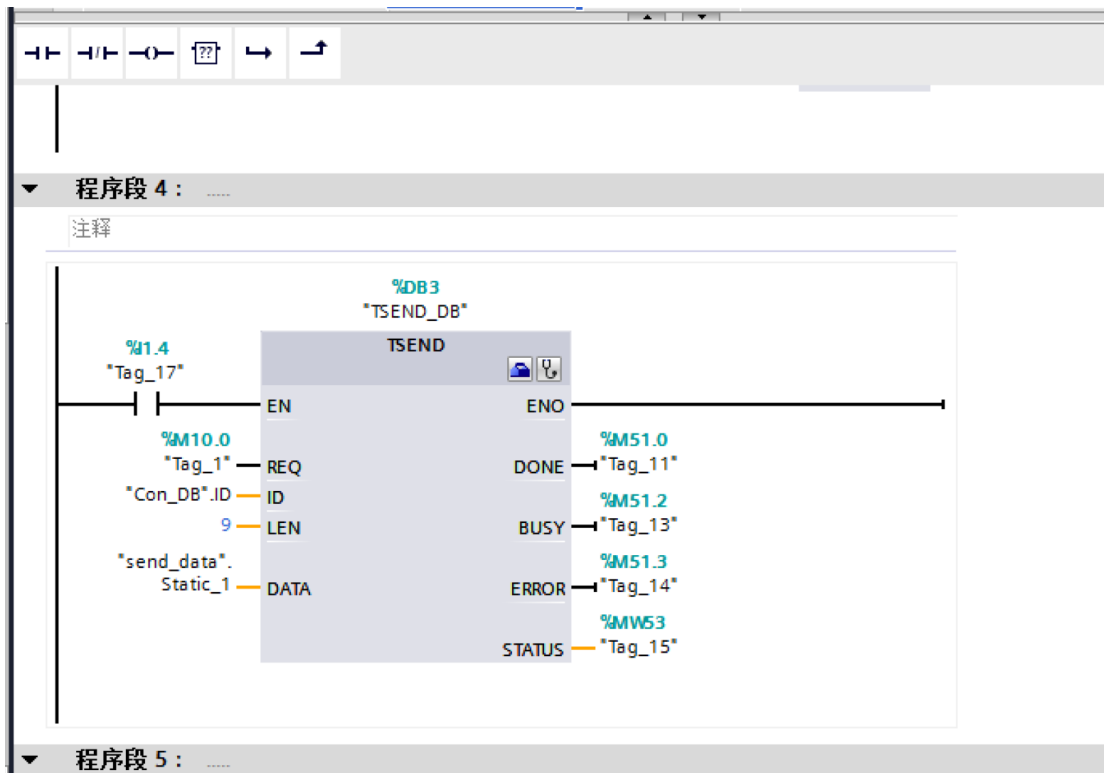 ??
程序段 4： .....
注释
%DB3
"TSEND_DB"
TSEND
%I1.4
"Tag_17"
EN
ENO
%M10.0
"Tag_1"
REQ
DONE
%M51.0
"Tag_11"
"Con_DB".ID
ID
9
LEN
BUSY
%M51.2
"Tag_13"
"send_data".
Static_1
DATA
ERROR
%M51.3
"Tag_14"
STATUS
%MW53
"Tag_15"
程序段 5： .....